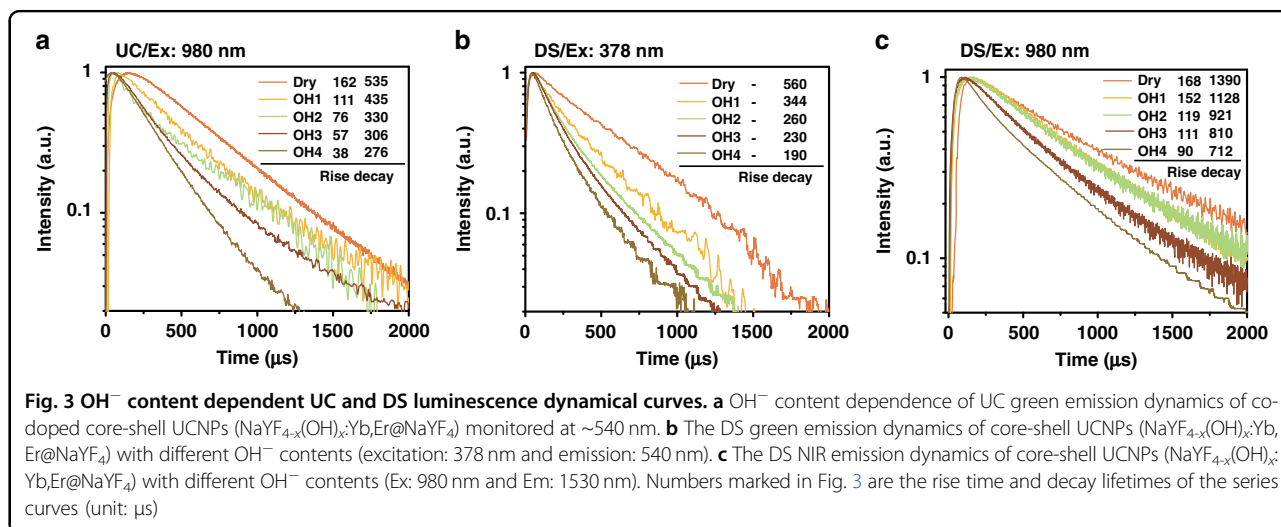 a
UC/Ex: 980 nm
1
0.1
Intensity (a.u.)
Dry 162 535
OH1 111 435
OH2 76 330
OH3 57 306
OH4 38 276
Rise decay
0 500 1000 1500 2000
Time (μs)
b
DS/Ex: 378 nm
1
0.1
Intensity (a.u.)
Dry - 560
OH1 - 344
OH2 - 260
OH3 - 230
OH4 - 190
Rise decay
0 500 1000 1500 2000
Time (μs)
c
DS/Ex: 980 nm
1
0.1
Intensity (a.u.)
Dry 168 1390
OH1 152 1128
OH2 119 921
OH3 111 810
OH4 90 712
Rise decay
0 500 1000 1500 2000
Time (μs)
Fig. 3 OH⁻ content dependent UC and DS luminescence dynamical curves. a OH⁻ content dependence of UC green emission dynamics of co-
doped core-shell UCNPs (NaYF₄₋ₓ(OH)ₓ:Yb,Er@NaYF₄) monitored at ~540 nm. b The DS green emission dynamics of core-shell UCNPs (NaYF₄₋ₓ(OH)ₓ:Yb,
Er@NaYF₄) with different OH⁻ contents (excitation: 378 nm and emission: 540 nm). c The DS NIR emission dynamics of core-shell UCNPs (NaYF₄₋ₓ(OH)ₓ:
Yb,Er@NaYF₄) with different OH⁻ contents (Ex: 980 nm and Em: 1530 nm). Numbers marked in Fig. 3 are the rise time and decay lifetimes of the series
curves (unit: μs)